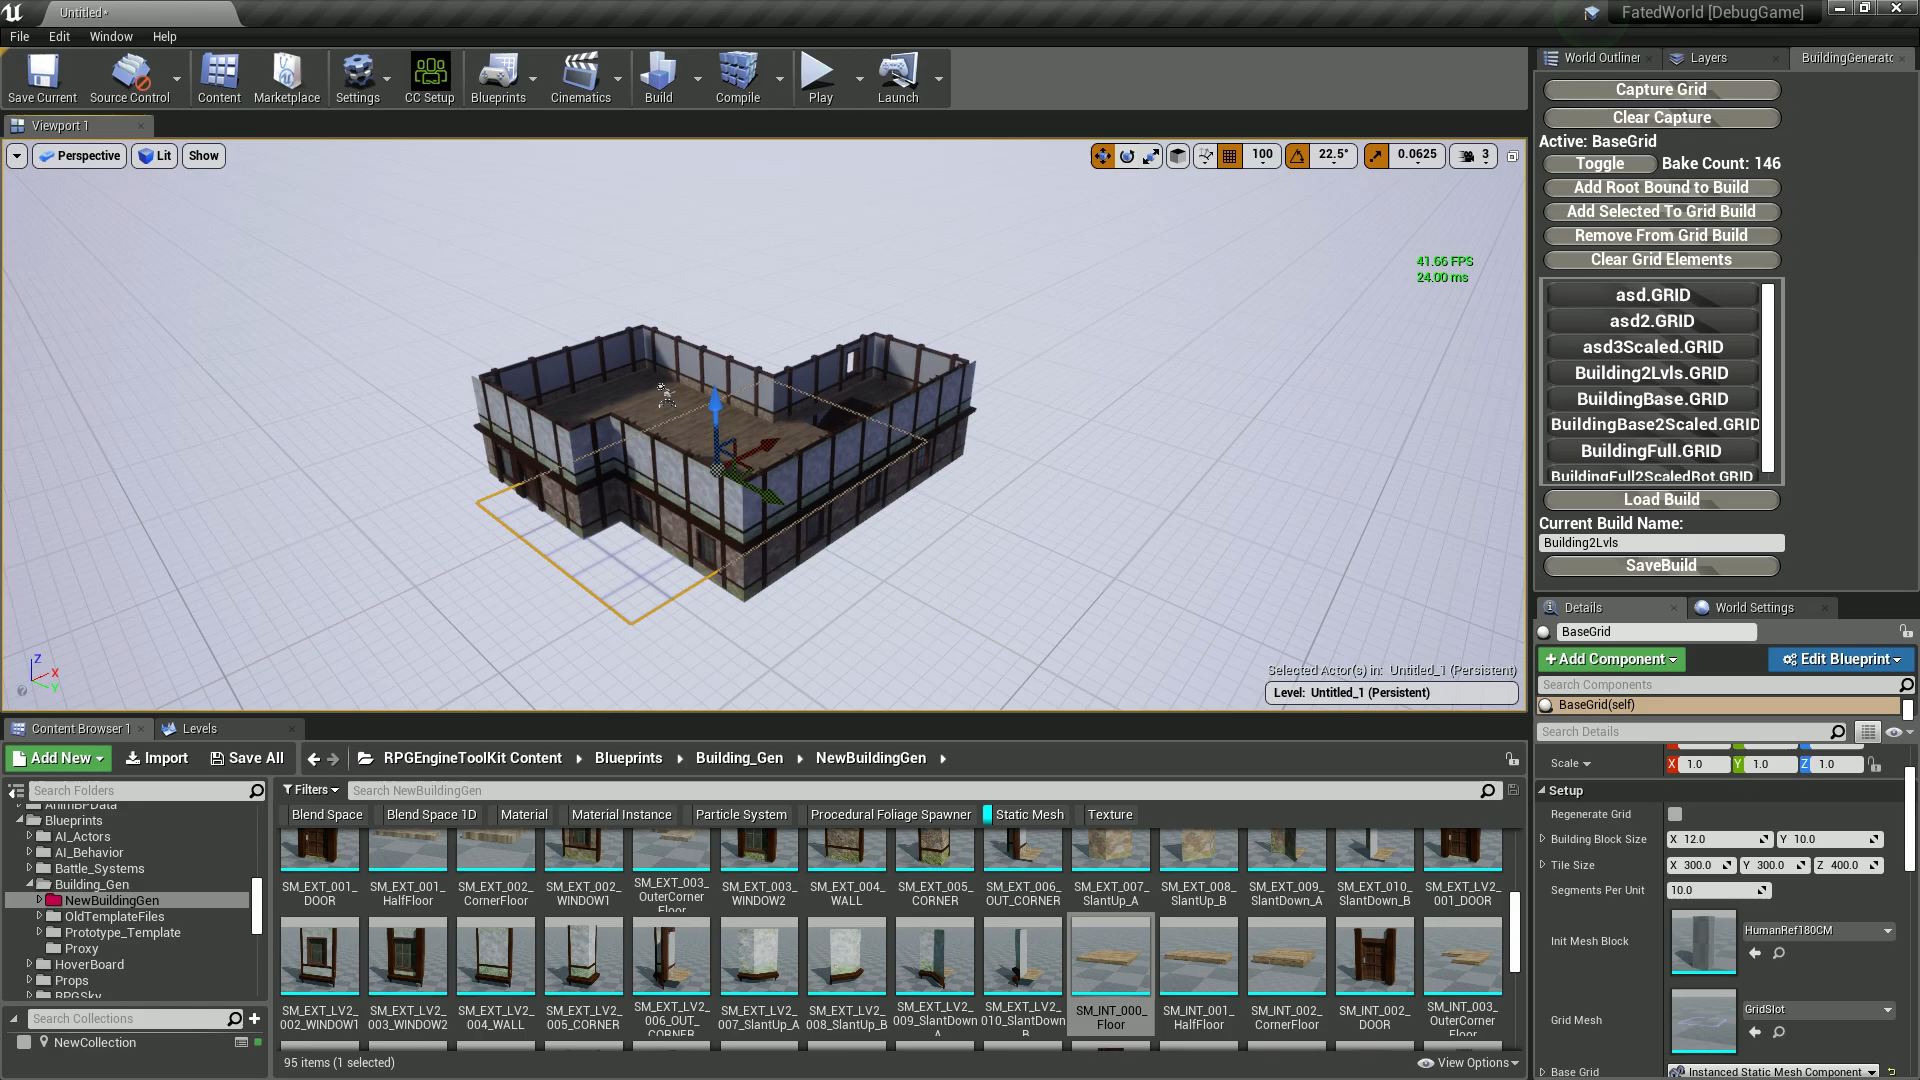 Untitled*
FatedWorld [DebugGame]
File Edit Window Help
Save Current
Source Control
Content
Marketplace
Settings
CC Setup
Blueprints
Cinematics
Build
Compile
Play
Launch
Viewport 1
Perspective
Lit
Show
100
22.5°
0.0625
3
41.66 FPS
24.00 ms
Z
X
Y
Selected Actor(s) in: Untitled_1 (Persistent)
Level: Untitled_1 (Persistent)
World Outliner
Layers
BuildingGenerato
Capture Grid
Clear Capture
Active: BaseGrid
Toggle Bake Count: 146
Add Root Bound to Build
Add Selected To Grid Build
Remove From Grid Build
Clear Grid Elements
asd.GRID
asd2.GRID
asd3Scaled.GRID
Building2Lvls.GRID
BuildingBase.GRID
BuildingBase2Scaled.GRID
BuildingFull.GRID
BuildingFull2ScaledRot.GRID
Load Build
Current Build Name:
Building2Lvls
SaveBuild
Details
World Settings
BaseGrid
+Add Component
Edit Blueprint
Search Components
BaseGrid(self)
Search Details
Scale X 1.0 Y 1.0 Z 1.0
Setup
Regenerate Grid
Building Block Size X 12.0 Y 10.0
Tile Size X 300.0 Y 300.0 Z 400.0
Segments Per Unit 10.0
Init Mesh Block HumanRef180CM
Grid Mesh GridSlot
Base Grid Instanced Static Mesh Component
Content Browser 1
Levels
Add New
Import
Save All
RPGEngineToolKit Content
Blueprints
Building_Gen
NewBuildingGen
Search Folders
AnimBPData
Blueprints
AI_Actors
AI_Behavior
Battle_Systems
Building_Gen
NewBuildingGen
OldTemplateFiles
Prototype_Template
Proxy
HoverBoard
Props
RPGSky
Search Collections
NewCollection
Filters
Search NewBuildingGen
Blend Space
Blend Space 1D
Material
Material Instance
Particle System
Procedural Foliage Spawner
Static Mesh
Texture
SM_EXT_001_
DOOR
SM_EXT_001_
HalfFloor
SM_EXT_002_
CornerFloor
SM_EXT_002_
WINDOW1
SM_EXT_003_
OuterCorner
Floor
SM_EXT_003_
WINDOW2
SM_EXT_004_
WALL
SM_EXT_005_
CORNER
SM_EXT_006_
OUT_CORNER
SM_EXT_007_
SlantUp_A
SM_EXT_008_
SlantUp_B
SM_EXT_009_
SlantDown_A
SM_EXT_010_
SlantDown_B
SM_EXT_LV2_
001_DOOR
SM_EXT_LV2_
002_WINDOW1
SM_EXT_LV2_
003_WINDOW2
SM_EXT_LV2_
004_WALL
SM_EXT_LV2_
005_CORNER
SM_EXT_LV2_
006_OUT_
CORNER
SM_EXT_LV2_
007_SlantUp_A
SM_EXT_LV2_
008_SlantUp_B
SM_EXT_LV2_
009_SlantDown
A
SM_EXT_LV2_
010_SlantDown
B
SM_INT_000_
Floor
SM_INT_001_
HalfFloor
SM_INT_002_
CornerFloor
SM_INT_002_
DOOR
SM_INT_003_
OuterCorner
Floor
95 items (1 selected)
View Options